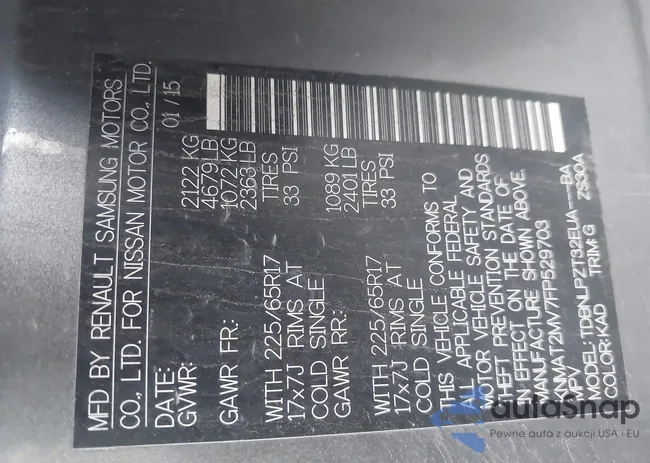 MFD BY RENAULT SAMSUNG MOTORS
CO., LTD. FOR NISSAN MOTOR CO., LTD.
DATE: 01 / 15
GVWR: 2122 KG
4679 LB
GAWR FR: 1072 KG
2363 LB
WITH 225/65R17 TIRES
17x7J RIMS AT 33 PSI
COLD SINGLE
GAWR RR: 1089 KG
2401 LB
WITH 225/65R17 TIRES
17x7J RIMS AT 33 PSI
COLD SINGLE
THIS VEHICLE CONFORMS TO
ALL APPLICABLE FEDERAL
MOTOR VEHICLE SAFETY AND
THEFT PREVENTION STANDARDS
IN EFFECT ON THE DATE OF
MANUFACTURE SHOWN ABOVE.
KNMAT2MV7FP529703
MPV
MODEL: TDBNLPZT32EUA---BA
COLOR: KAD TRIM: G ZS30A
autaSnap
Pewne auta z aukcji USA i EU